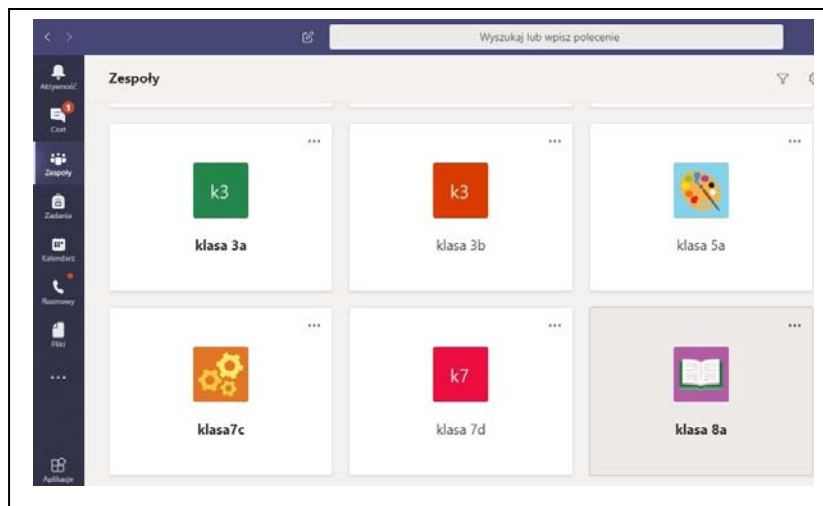 Wyszukaj lub wpisz polecenie
Aktywność
Zespoły
1
Czat
Zespoły
Zadania
Kalendarz
Rozmowy
Pliki
Aplikacje
k3
klasa 3a
k3
klasa 3b
klasa 5a
klasa7c
k7
klasa 7d
klasa 8a